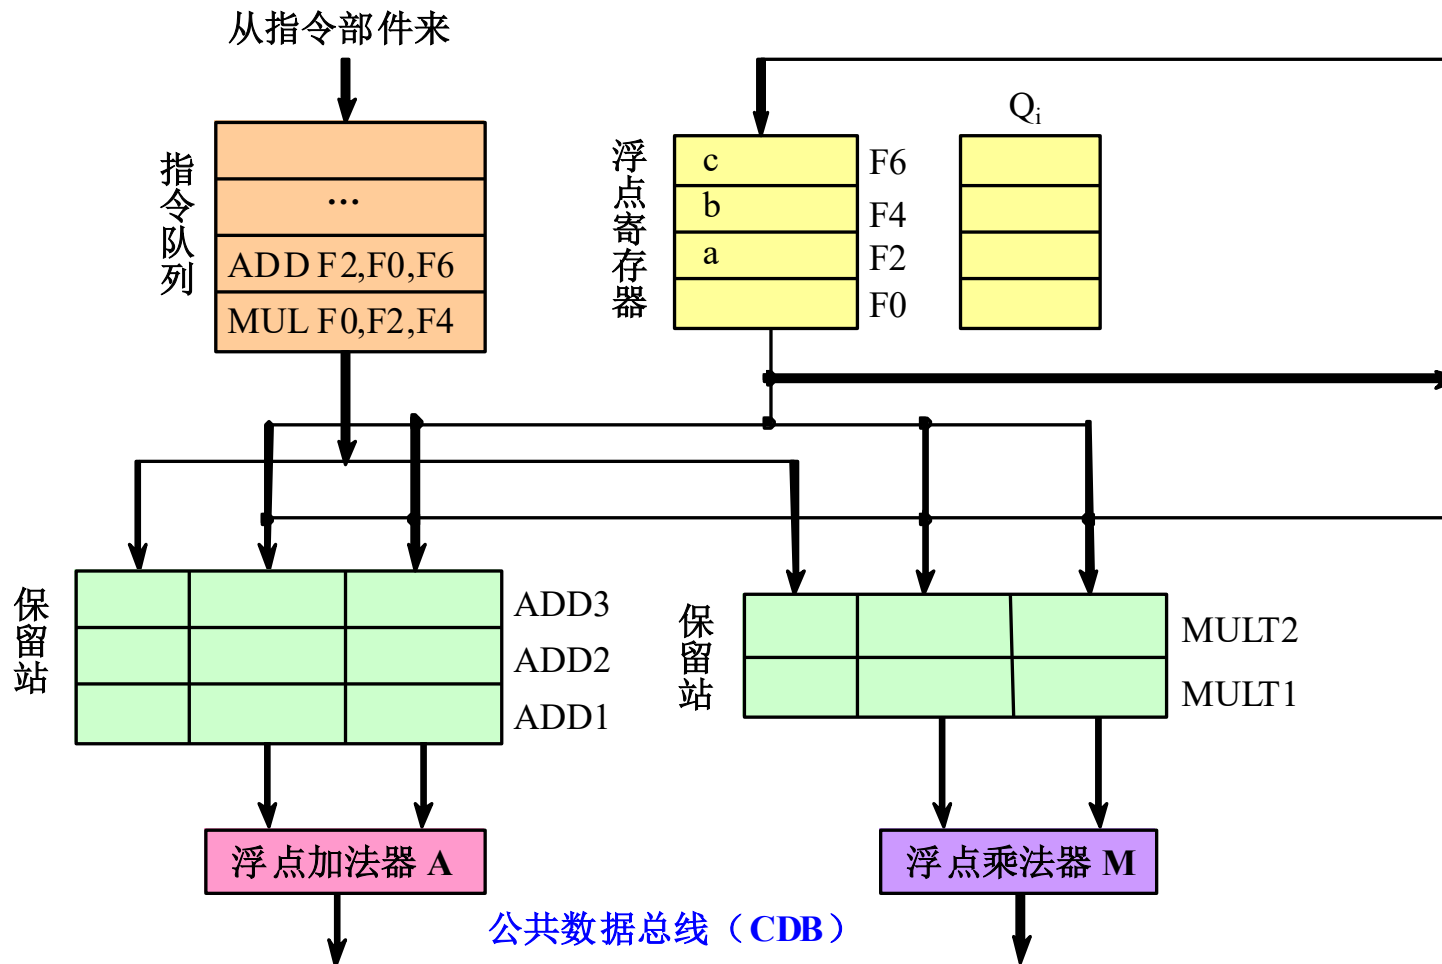 从指令部件来
指令队列
...
ADD F2,F0,F6
MUL F0,F2,F4
浮点寄存器
c
F6
b
F4
a
F2
F0
Qi
保留站
ADD3
ADD2
ADD1
保留站
MULT2
MULT1
浮点加法器 A
浮点乘法器 M
公共数据总线（CDB）